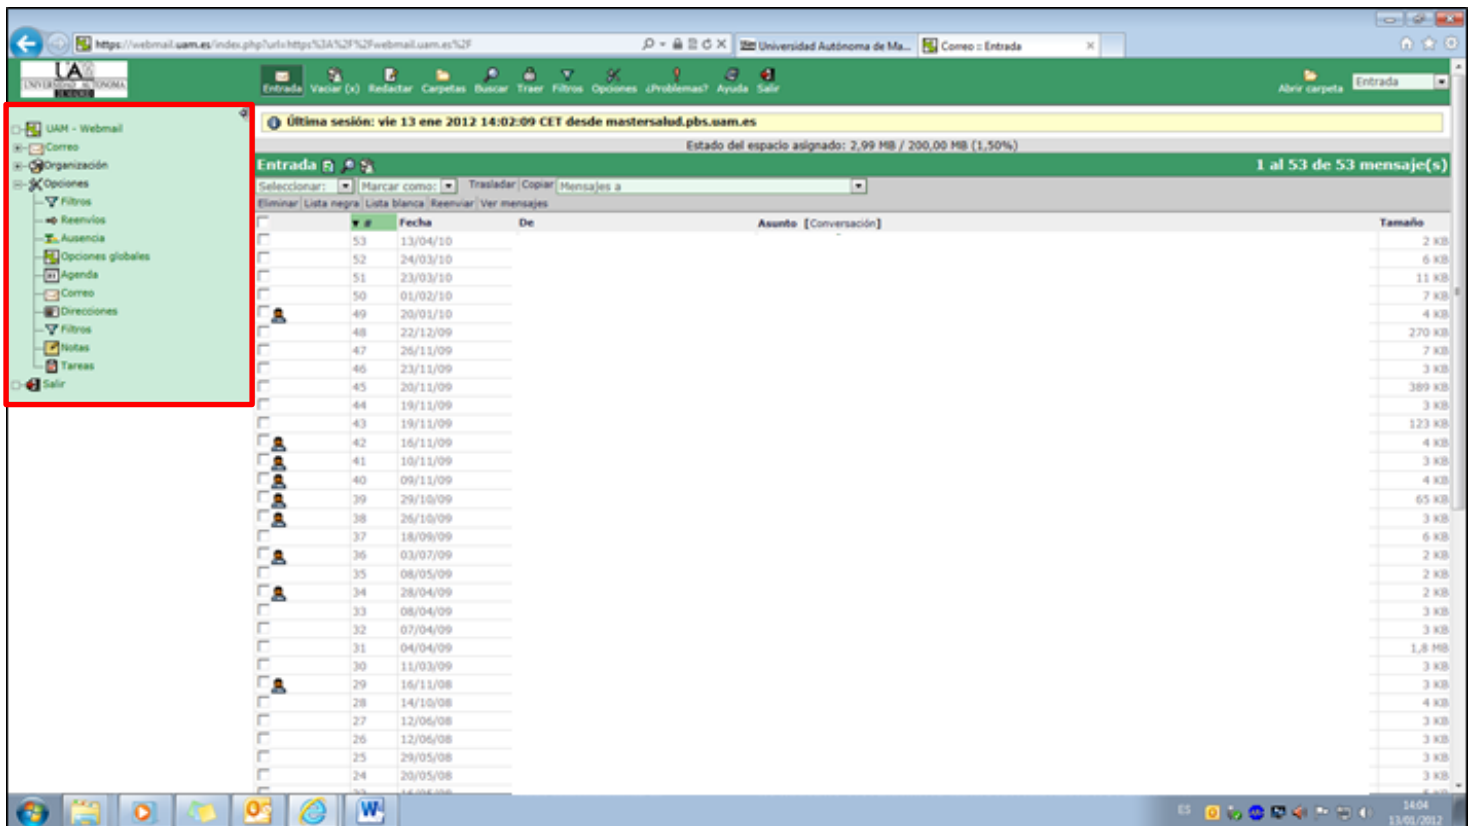 https://webmail.uam.es/index.php?url=https%3A%2F%2Fwebmail.uam.es%2F
Universidad Autónoma de Ma...
Correo :: Entrada
UNIVERSIDAD AUTONOMA
Entrada Vaciar (x) Redactar Carpetas Buscar Traer Filtros Opciones ¿Problemas? Ayuda Salir
Abrir carpeta Entrada
UAM - Webmail
Correo
Organización
Opciones
Filtros
Reenvíos
Ausencia
Opciones globales
Agenda
Correo
Direcciones
Filtros
Notas
Tareas
Salir
Última sesión: vie 13 ene 2012 14:02:09 CET desde mastersalud.pbs.uam.es
Estado del espacio asignado: 2,99 MB / 200,00 MB (1,50%)
Entrada 1 al 53 de 53 mensaje(s)
Seleccionar: Marcar como: Trasladar Copiar Mensajes a
Eliminar Lista negra Lista blanca Reenviar Ver mensajes
# Fecha De Asunto [Conversación] Tamaño
53 13/04/10 2 KB
52 24/03/10 6 KB
51 23/03/10 11 KB
50 01/02/10 7 KB
49 20/01/10 4 KB
48 22/12/09 270 KB
47 26/11/09 7 KB
46 23/11/09 3 KB
45 20/11/09 389 KB
44 19/11/09 3 KB
43 19/11/09 123 KB
42 16/11/09 4 KB
41 10/11/09 3 KB
40 09/11/09 4 KB
39 29/10/09 65 KB
38 26/10/09 3 KB
37 18/09/09 6 KB
36 03/07/09 2 KB
35 08/05/09 2 KB
34 28/04/09 2 KB
33 08/04/09 3 KB
32 07/04/09 3 KB
31 04/04/09 1,8 MB
30 11/03/09 3 KB
29 16/11/08 3 KB
28 14/10/08 4 KB
27 12/06/08 3 KB
26 12/06/08 3 KB
25 29/05/08 3 KB
24 20/05/08 3 KB
ES
14:04
13/01/2012